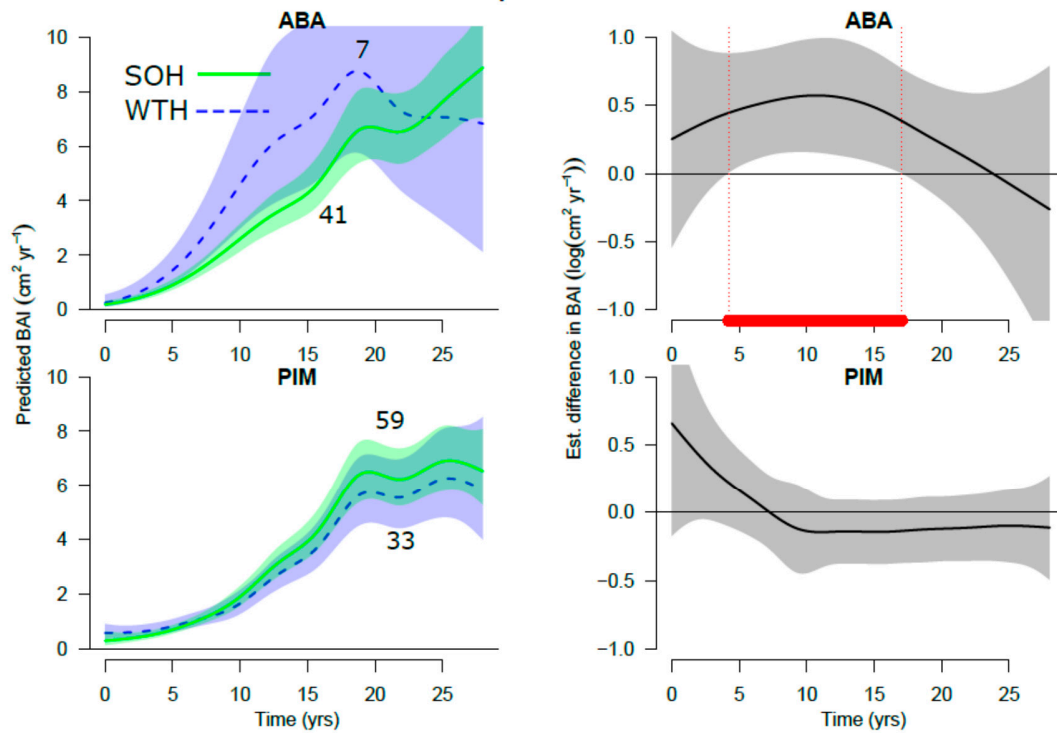 ABA
Predicted BAI (cm² yr⁻¹)
10
8
6
4
2
0
SOH
WTH
7
41
0 5 10 15 20 25
PIM
10
8
6
4
2
0
59
33
0 5 10 15 20 25
Time (yrs)
ABA
Est. difference in BAI (log(cm² yr⁻¹))
1.0
0.5
0.0
−0.5
−1.0
0 5 10 15 20 25
PIM
1.0
0.5
0.0
−0.5
−1.0
0 5 10 15 20 25
Time (yrs)